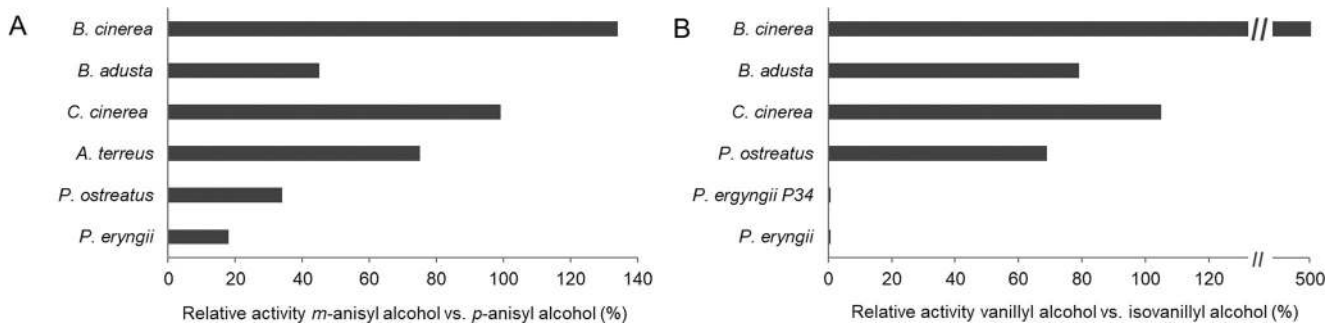 A
B. cinerea
B. adusta
C. cinerea
A. terreus
P. ostreatus
P. eryngii
0 20 40 60 80 100 120 140
Relative activity m-anisyl alcohol vs. p-anisyl alcohol (%)
B
B. cinerea
B. adusta
C. cinerea
P. ostreatus
P. ergyngii P34
P. eryngii
0 20 40 60 80 100 120 500
Relative activity vanillyl alcohol vs. isovanillyl alcohol (%)